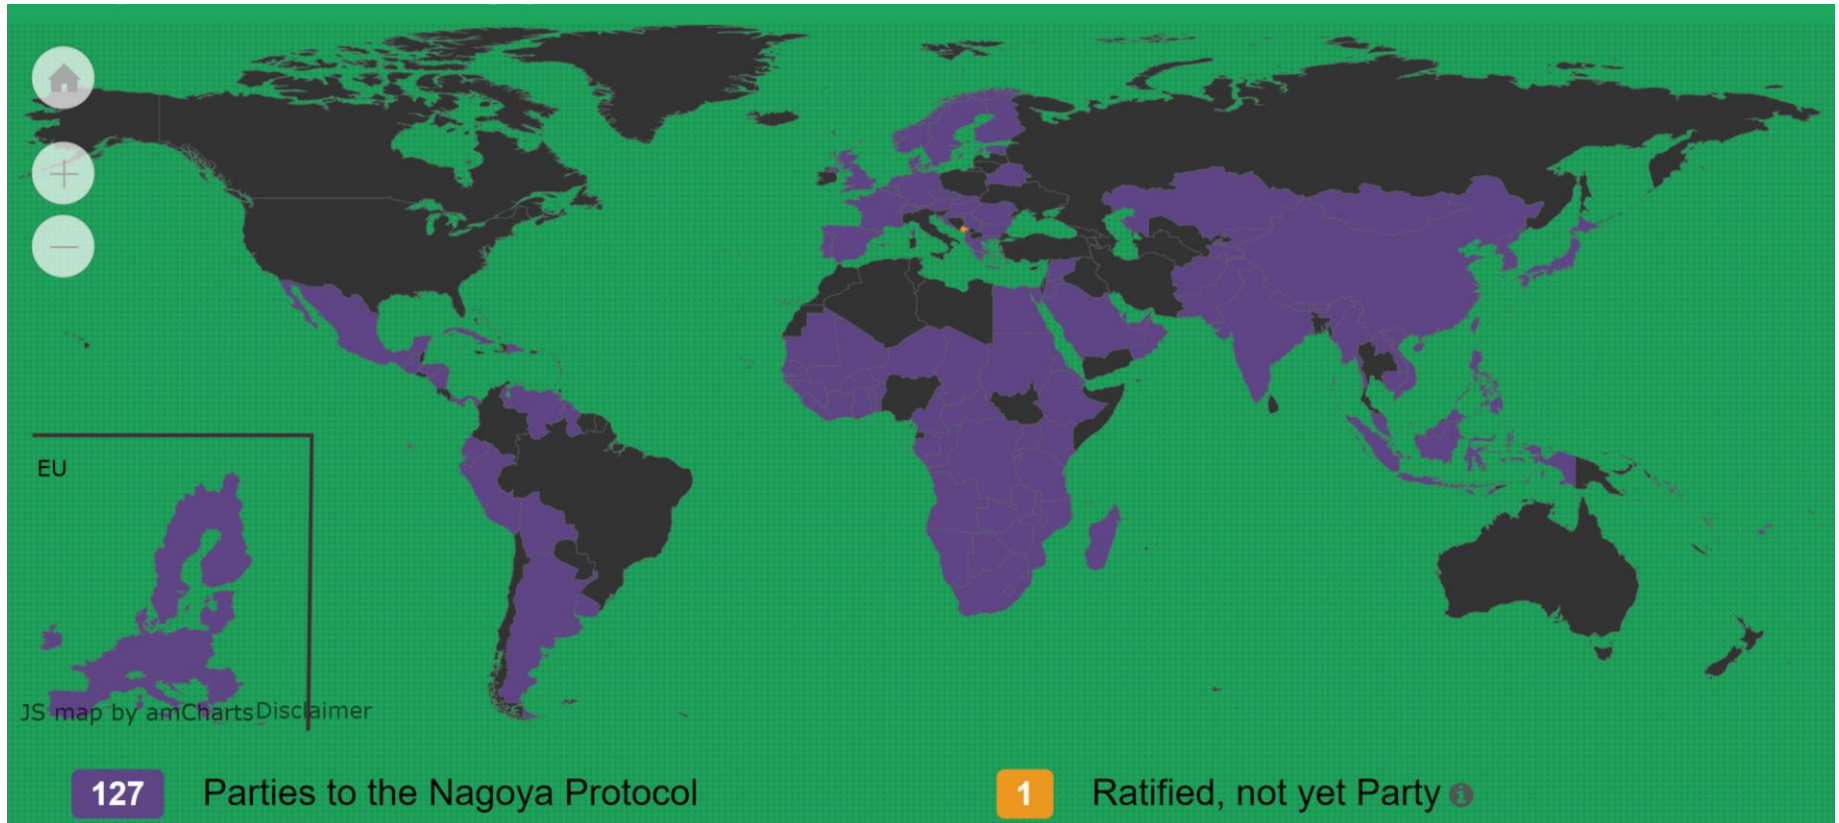 EU
JS map by amCharts Disclaimer
127 Parties to the Nagoya Protocol
1 Ratified, not yet Party i